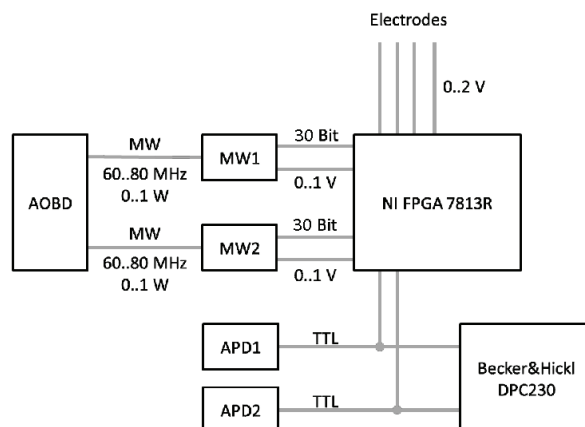 Electrodes
0..2 V
MW
30 Bit
MW1
60..80 MHz
0..1 V
0..1 W
AOBD
NI FPGA 7813R
MW
30 Bit
MW2
60..80 MHz
0..1 V
0..1 W
APD1
TTL
Becker&Hickl
DPC230
APD2
TTL